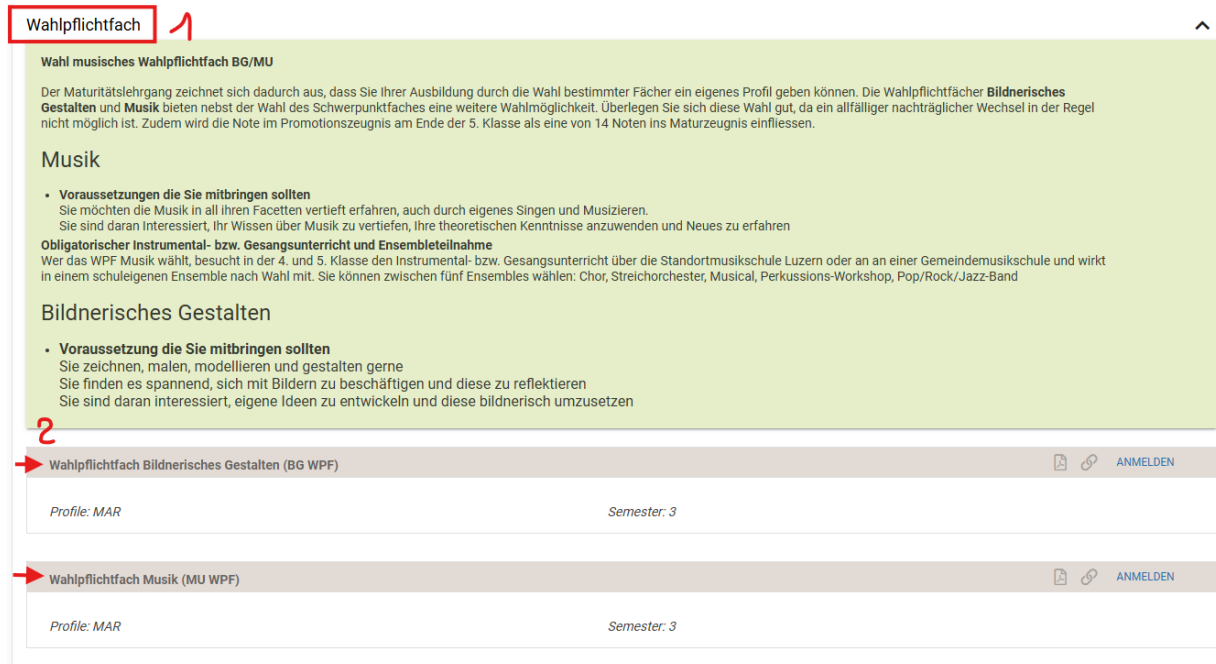 Wahlpflichtfach 1
Wahl musisches Wahlpflichtfach BG/MU
Der Maturitätslehrgang zeichnet sich dadurch aus, dass Sie Ihrer Ausbildung durch die Wahl bestimmter Fächer ein eigenes Profil geben können. Die Wahlpflichtfächer Bildnerisches
Gestalten und Musik bieten nebst der Wahl des Schwerpunktfaches eine weitere Wahlmöglichkeit. Überlegen Sie sich diese Wahl gut, da ein allfälliger nachträglicher Wechsel in der Regel
nicht möglich ist. Zudem wird die Note im Promotionszeugnis am Ende der 5. Klasse als eine von 14 Noten ins Maturzeugnis einfliessen.
Musik
• Voraussetzungen die Sie mitbringen sollten
Sie möchten die Musik in all ihren Facetten vertieft erfahren, auch durch eigenes Singen und Musizieren.
Sie sind daran Interessiert, Ihr Wissen über Musik zu vertiefen, Ihre theoretischen Kenntnisse anzuwenden und Neues zu erfahren
Obligatorischer Instrumental- bzw. Gesangsunterricht und Ensembleteilnahme
Wer das WPF Musik wählt, besucht in der 4. und 5. Klasse den Instrumental- bzw. Gesangsunterricht über die Standortmusikschule Luzern oder an an einer Gemeindemusikschule und wirkt
in einem schuleigenen Ensemble nach Wahl mit. Sie können zwischen fünf Ensembles wählen: Chor, Streichorchester, Musical, Perkussions-Workshop, Pop/Rock/Jazz-Band
Bildnerisches Gestalten
• Voraussetzung die Sie mitbringen sollten
Sie zeichnen, malen, modellieren und gestalten gerne
Sie finden es spannend, sich mit Bildern zu beschäftigen und diese zu reflektieren
Sie sind daran interessiert, eigene Ideen zu entwickeln und diese bildnerisch umzusetzen
2
Wahlpflichtfach Bildnerisches Gestalten (BG WPF) ANMELDEN
Profile: MAR Semester: 3
Wahlpflichtfach Musik (MU WPF) ANMELDEN
Profile: MAR Semester: 3